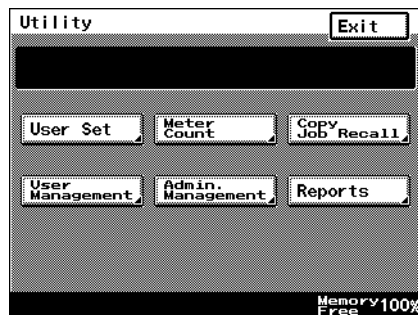 Utility
Exit
User Set
Meter
Count
Copy
Job Recall
User
Management
Admin.
Management
Reports
Memory
Free 100%